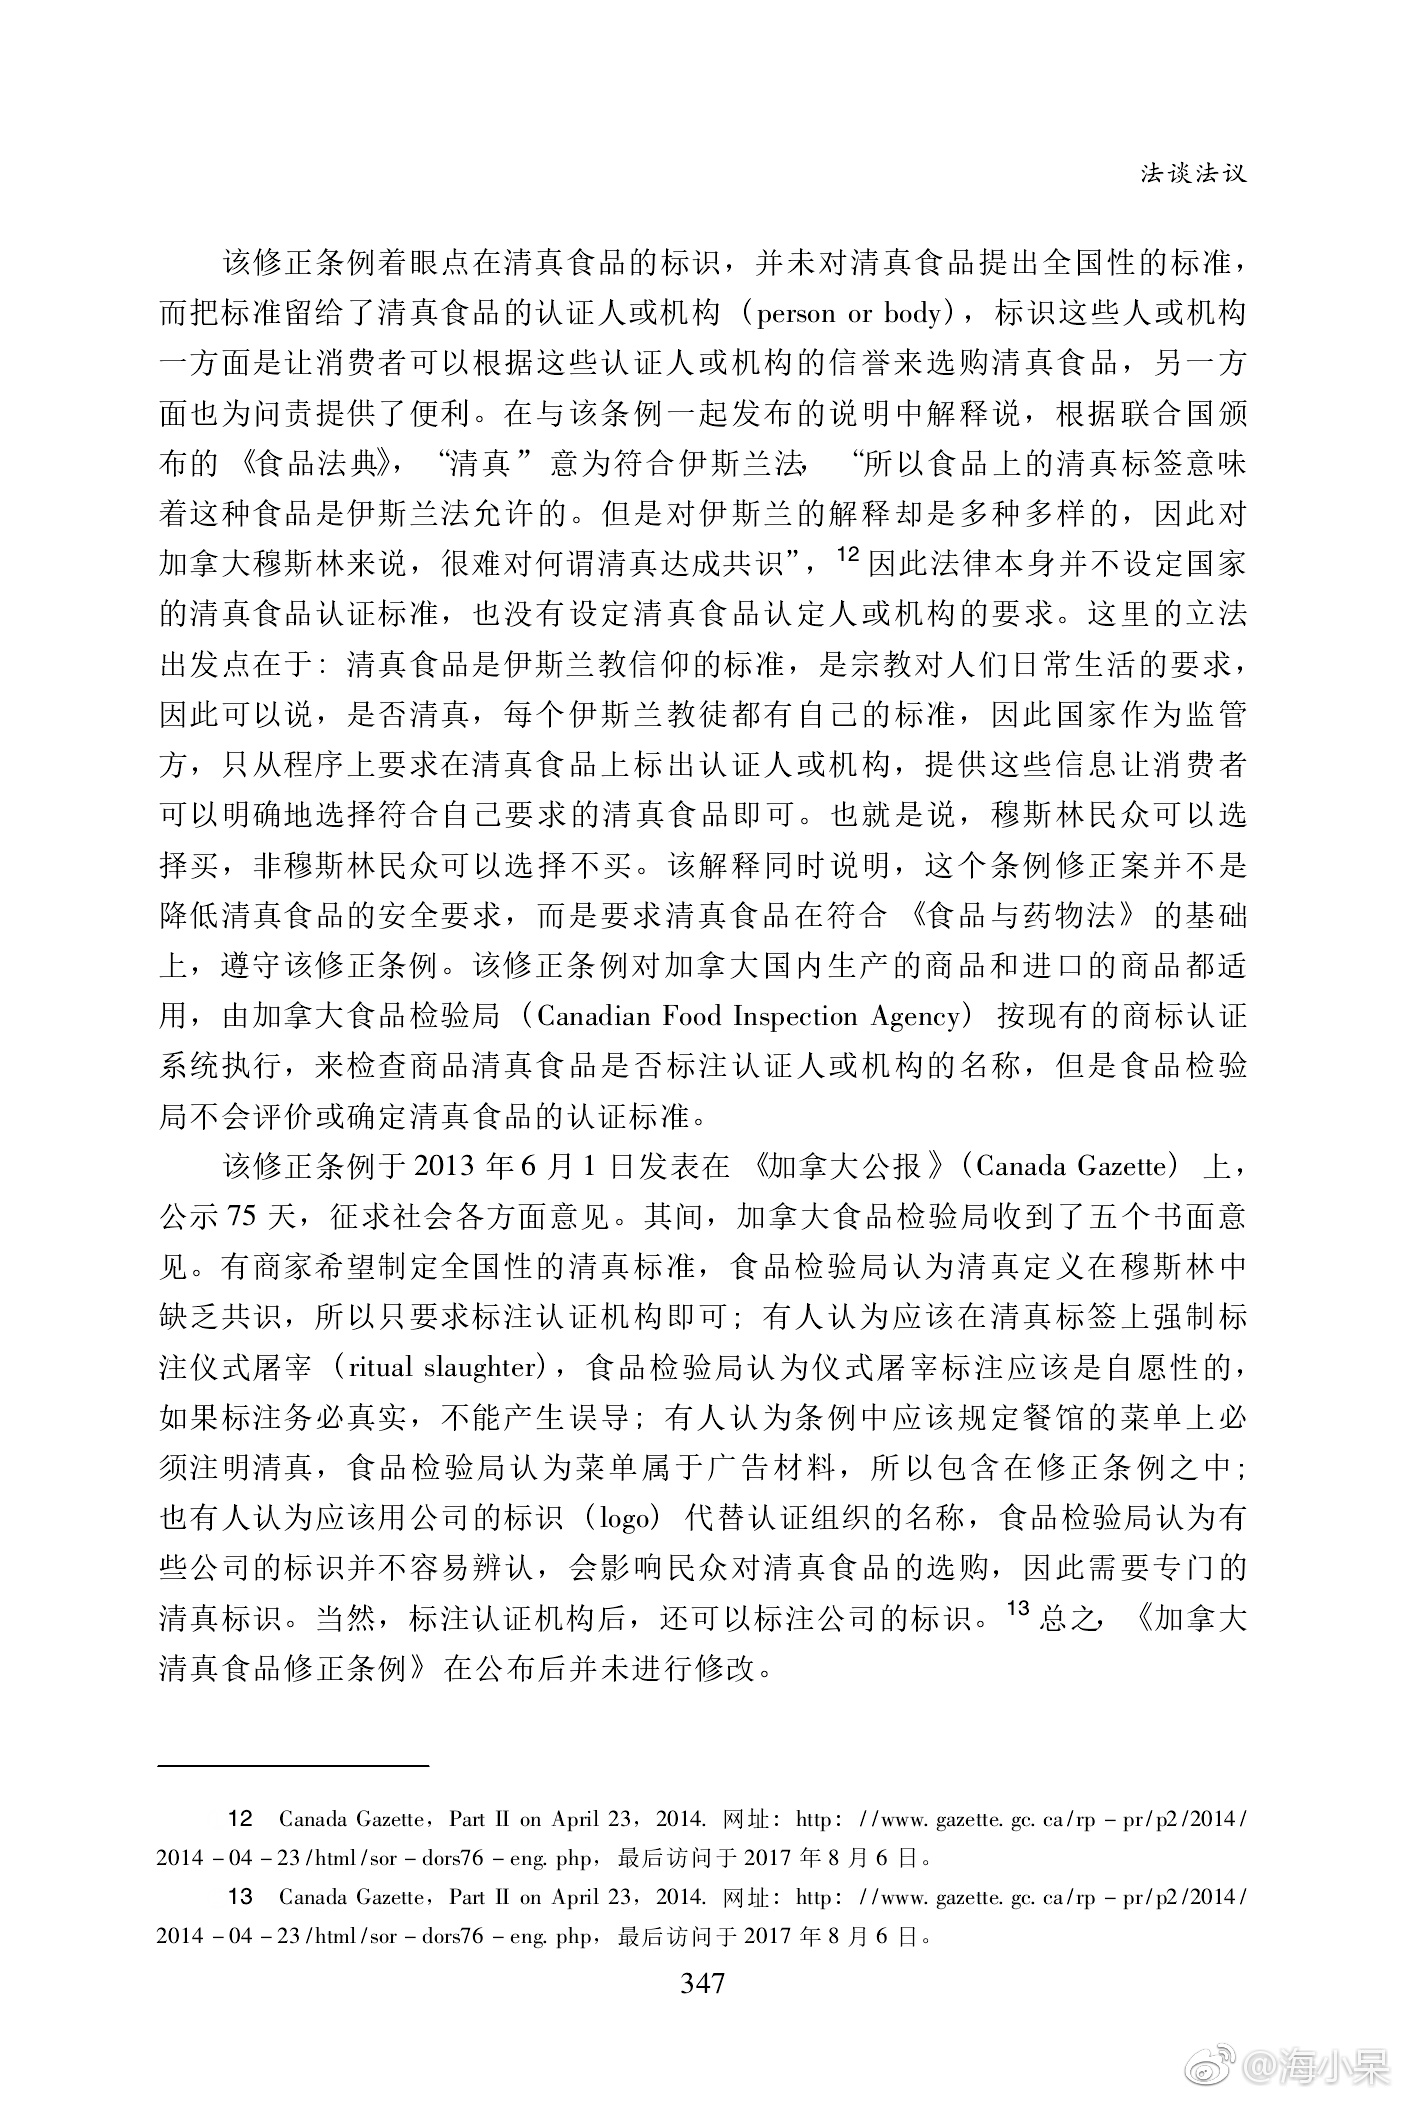 法谈法议
该修正条例着眼点在清真食品的标识，并未对清真食品提出全国性的标准，
而把标准留给了清真食品的认证人或机构（person or body），标识这些人或机构
一方面是让消费者可以根据这些认证人或机构的信誉来选购清真食品，另一方
面也为问责提供了便利。在与该条例一起发布的说明中解释说，根据联合国颁
布的《食品法典》，“清真”意为符合伊斯兰法，“所以食品上的清真标签意味
着这种食品是伊斯兰法允许的。但是对伊斯兰的解释却是多种多样的，因此对
加拿大穆斯林来说，很难对何谓清真达成共识”，12因此法律本身并不设定国家
的清真食品认证标准，也没有设定清真食品认定人或机构的要求。这里的立法
出发点在于：清真食品是伊斯兰教信仰的标准，是宗教对人们日常生活的要求，
因此可以说，是否清真，每个伊斯兰教徒都有自己的标准，因此国家作为监管
方，只从程序上要求在清真食品上标出认证人或机构，提供这些信息让消费者
可以明确地选择符合自己要求的清真食品即可。也就是说，穆斯林民众可以选
择买，非穆斯林民众可以选择不买。该解释同时说明，这个条例修正案并不是
降低清真食品的安全要求，而是要求清真食品在符合《食品与药物法》的基础
上，遵守该修正条例。该修正条例对加拿大国内生产的商品和进口的商品都适
用，由加拿大食品检验局（Canadian Food Inspection Agency）按现有的商标认证
系统执行，来检查商品清真食品是否标注认证人或机构的名称，但是食品检验
局不会评价或确定清真食品的认证标准。
该修正条例于2013年6月1日发表在《加拿大公报》（Canada Gazette）上，
公示75天，征求社会各方面意见。其间，加拿大食品检验局收到了五个书面意
见。有商家希望制定全国性的清真标准，食品检验局认为清真定义在穆斯林中
缺乏共识，所以只要求标注认证机构即可；有人认为应该在清真标签上强制标
注仪式屠宰（ritual slaughter），食品检验局认为仪式屠宰标注应该是自愿性的，
如果标注务必真实，不能产生误导；有人认为条例中应该规定餐馆的菜单上必
须注明清真，食品检验局认为菜单属于广告材料，所以包含在修正条例之中；
也有人认为应该用公司的标识（logo）代替认证组织的名称，食品检验局认为有
些公司的标识并不容易辨认，会影响民众对清真食品的选购，因此需要专门的
清真标识。当然，标注认证机构后，还可以标注公司的标识。13总之，《加拿大
清真食品修正条例》在公布后并未进行修改。
12 Canada Gazette，Part II on April 23，2014. 网址：http：//www. gazette. gc. ca/rp－pr/p2/2014/
2014－04－23/html/sor－dors76－eng. php，最后访问于2017年8月6日。
13 Canada Gazette，Part II on April 23，2014. 网址：http：//www. gazette. gc. ca/rp－pr/p2/2014/
2014－04－23/html/sor－dors76－eng. php，最后访问于2017年8月6日。
347
@海小呆